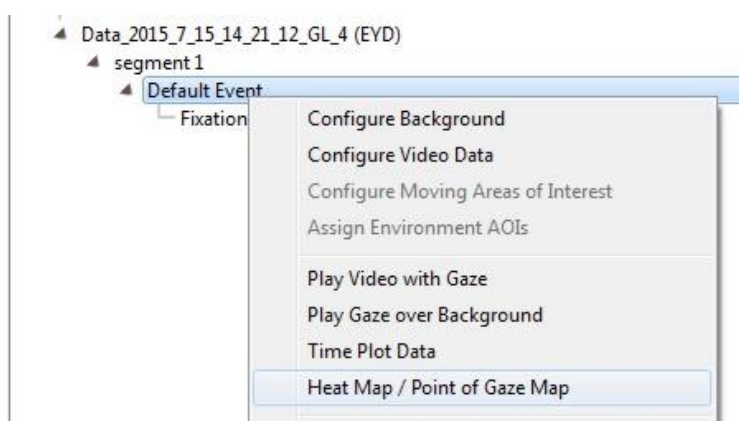 Data_2015_7_15_14_21_12_GL_4 (EYD)
segment 1
Default Event
Fixation
Configure Background
Configure Video Data
Configure Moving Areas of Interest
Assign Environment AOIs
Play Video with Gaze
Play Gaze over Background
Time Plot Data
Heat Map / Point of Gaze Map